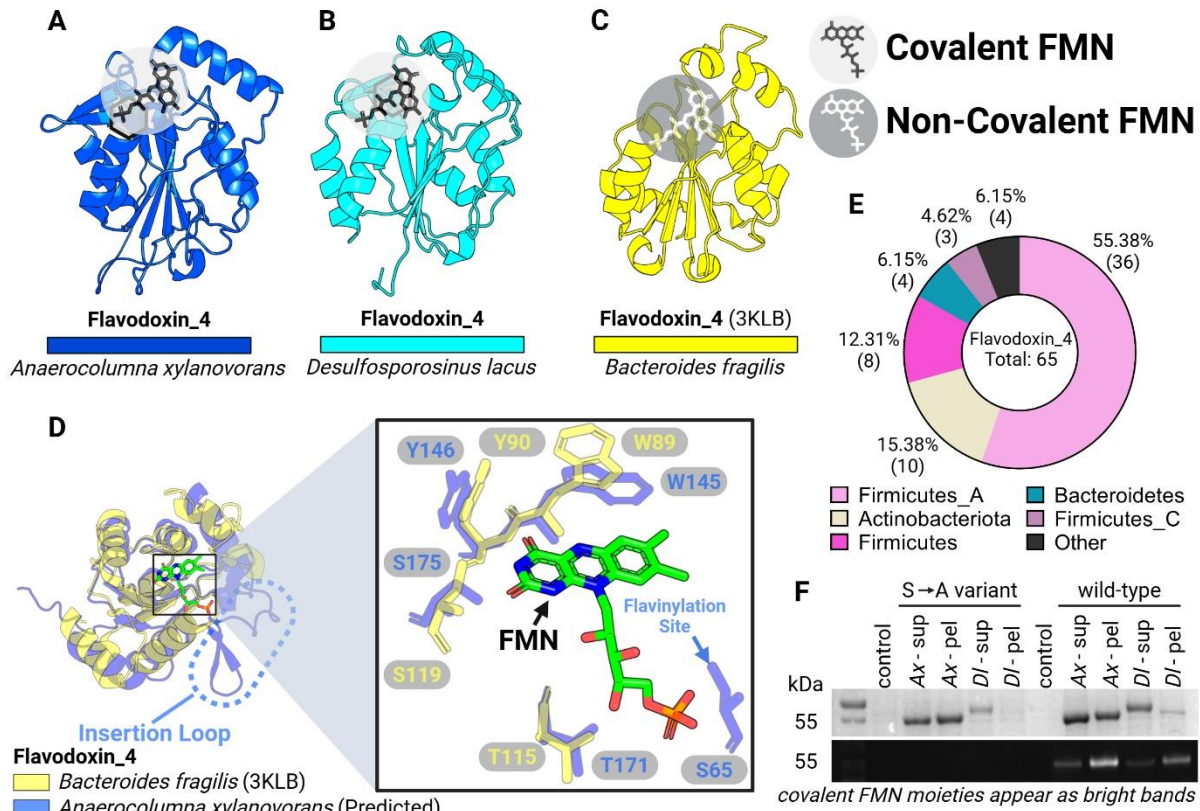 A
B
C
Covalent FMN
Non-Covalent FMN
Flavodoxin_4
Anaerocolumna xylanovorans
Flavodoxin_4
Desulfosporosinus lacus
Flavodoxin_4 (3KLB)
Bacteroides fragilis
E
6.15%
(4)
4.62%
(3)
6.15%
(4)
12.31%
(8)
15.38%
(10)
55.38%
(36)
Flavodoxin_4
Total: 65
Firmicutes_A
Actinobacteriota
Firmicutes
Bacteroidetes
Firmicutes_C
Other
D
Insertion Loop
Flavodoxin_4
Bacteroides fragilis (3KLB)
Anaerocolumna xylanovorans (Predicted)
Y146
Y90
W89
W145
S175
FMN
Flavinylation
Site
S119
T115
T171
S65
F
S→A variant
wild-type
control
Ax - sup
Ax - pel
Dl - sup
Dl - pel
control
Ax - sup
Ax - pel
Dl - sup
Dl - pel
kDa
55
55
covalent FMN moieties appear as bright bands